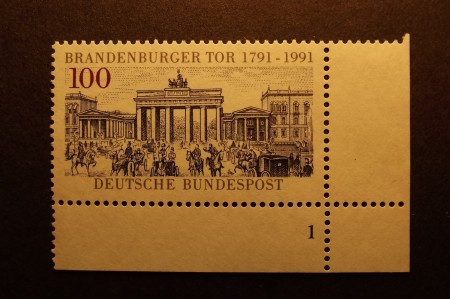 BRANDENBURGER TOR 1791-1991
100
DEUTSCHE BUNDESPOST
1